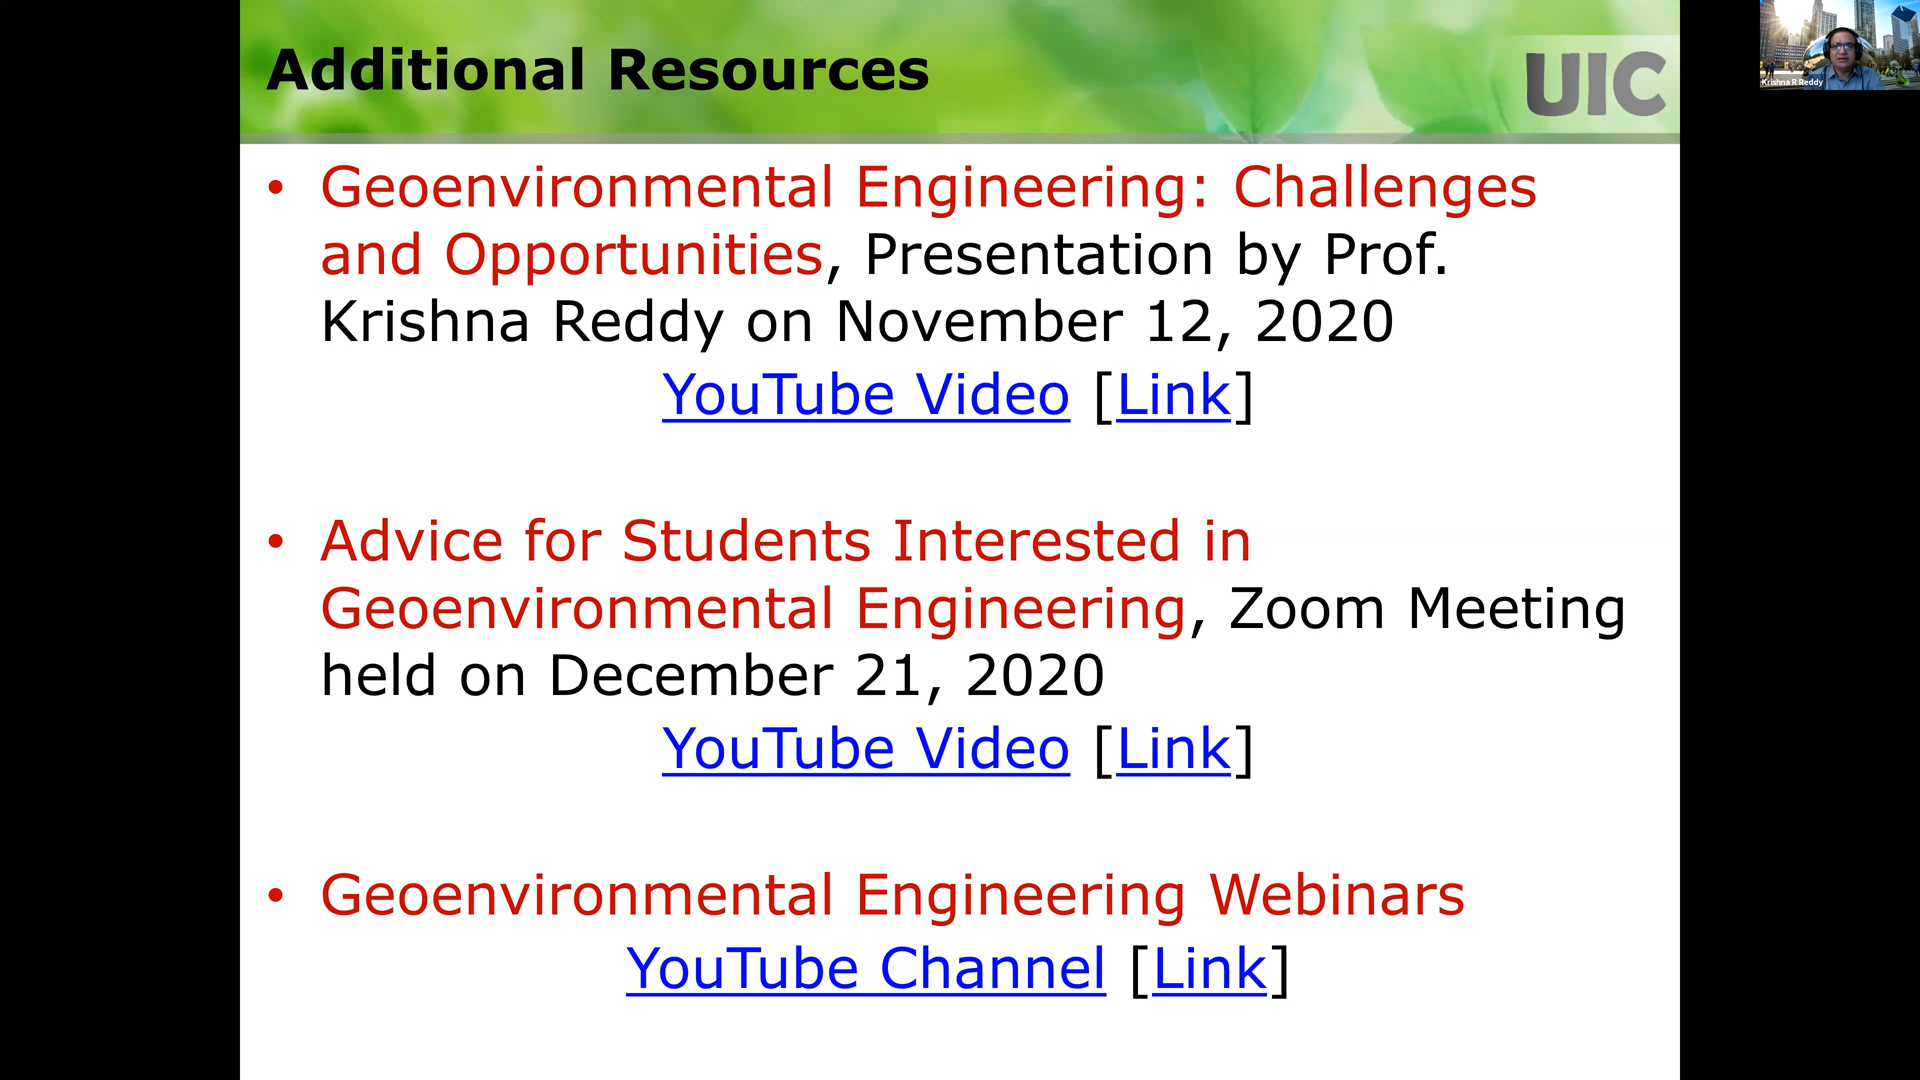 Additional Resources
UIC
Krishna R Reddy
• Geoenvironmental Engineering: Challenges
and Opportunities, Presentation by Prof.
Krishna Reddy on November 12, 2020
YouTube Video [Link]
• Advice for Students Interested in
Geoenvironmental Engineering, Zoom Meeting
held on December 21, 2020
YouTube Video [Link]
• Geoenvironmental Engineering Webinars
YouTube Channel [Link]